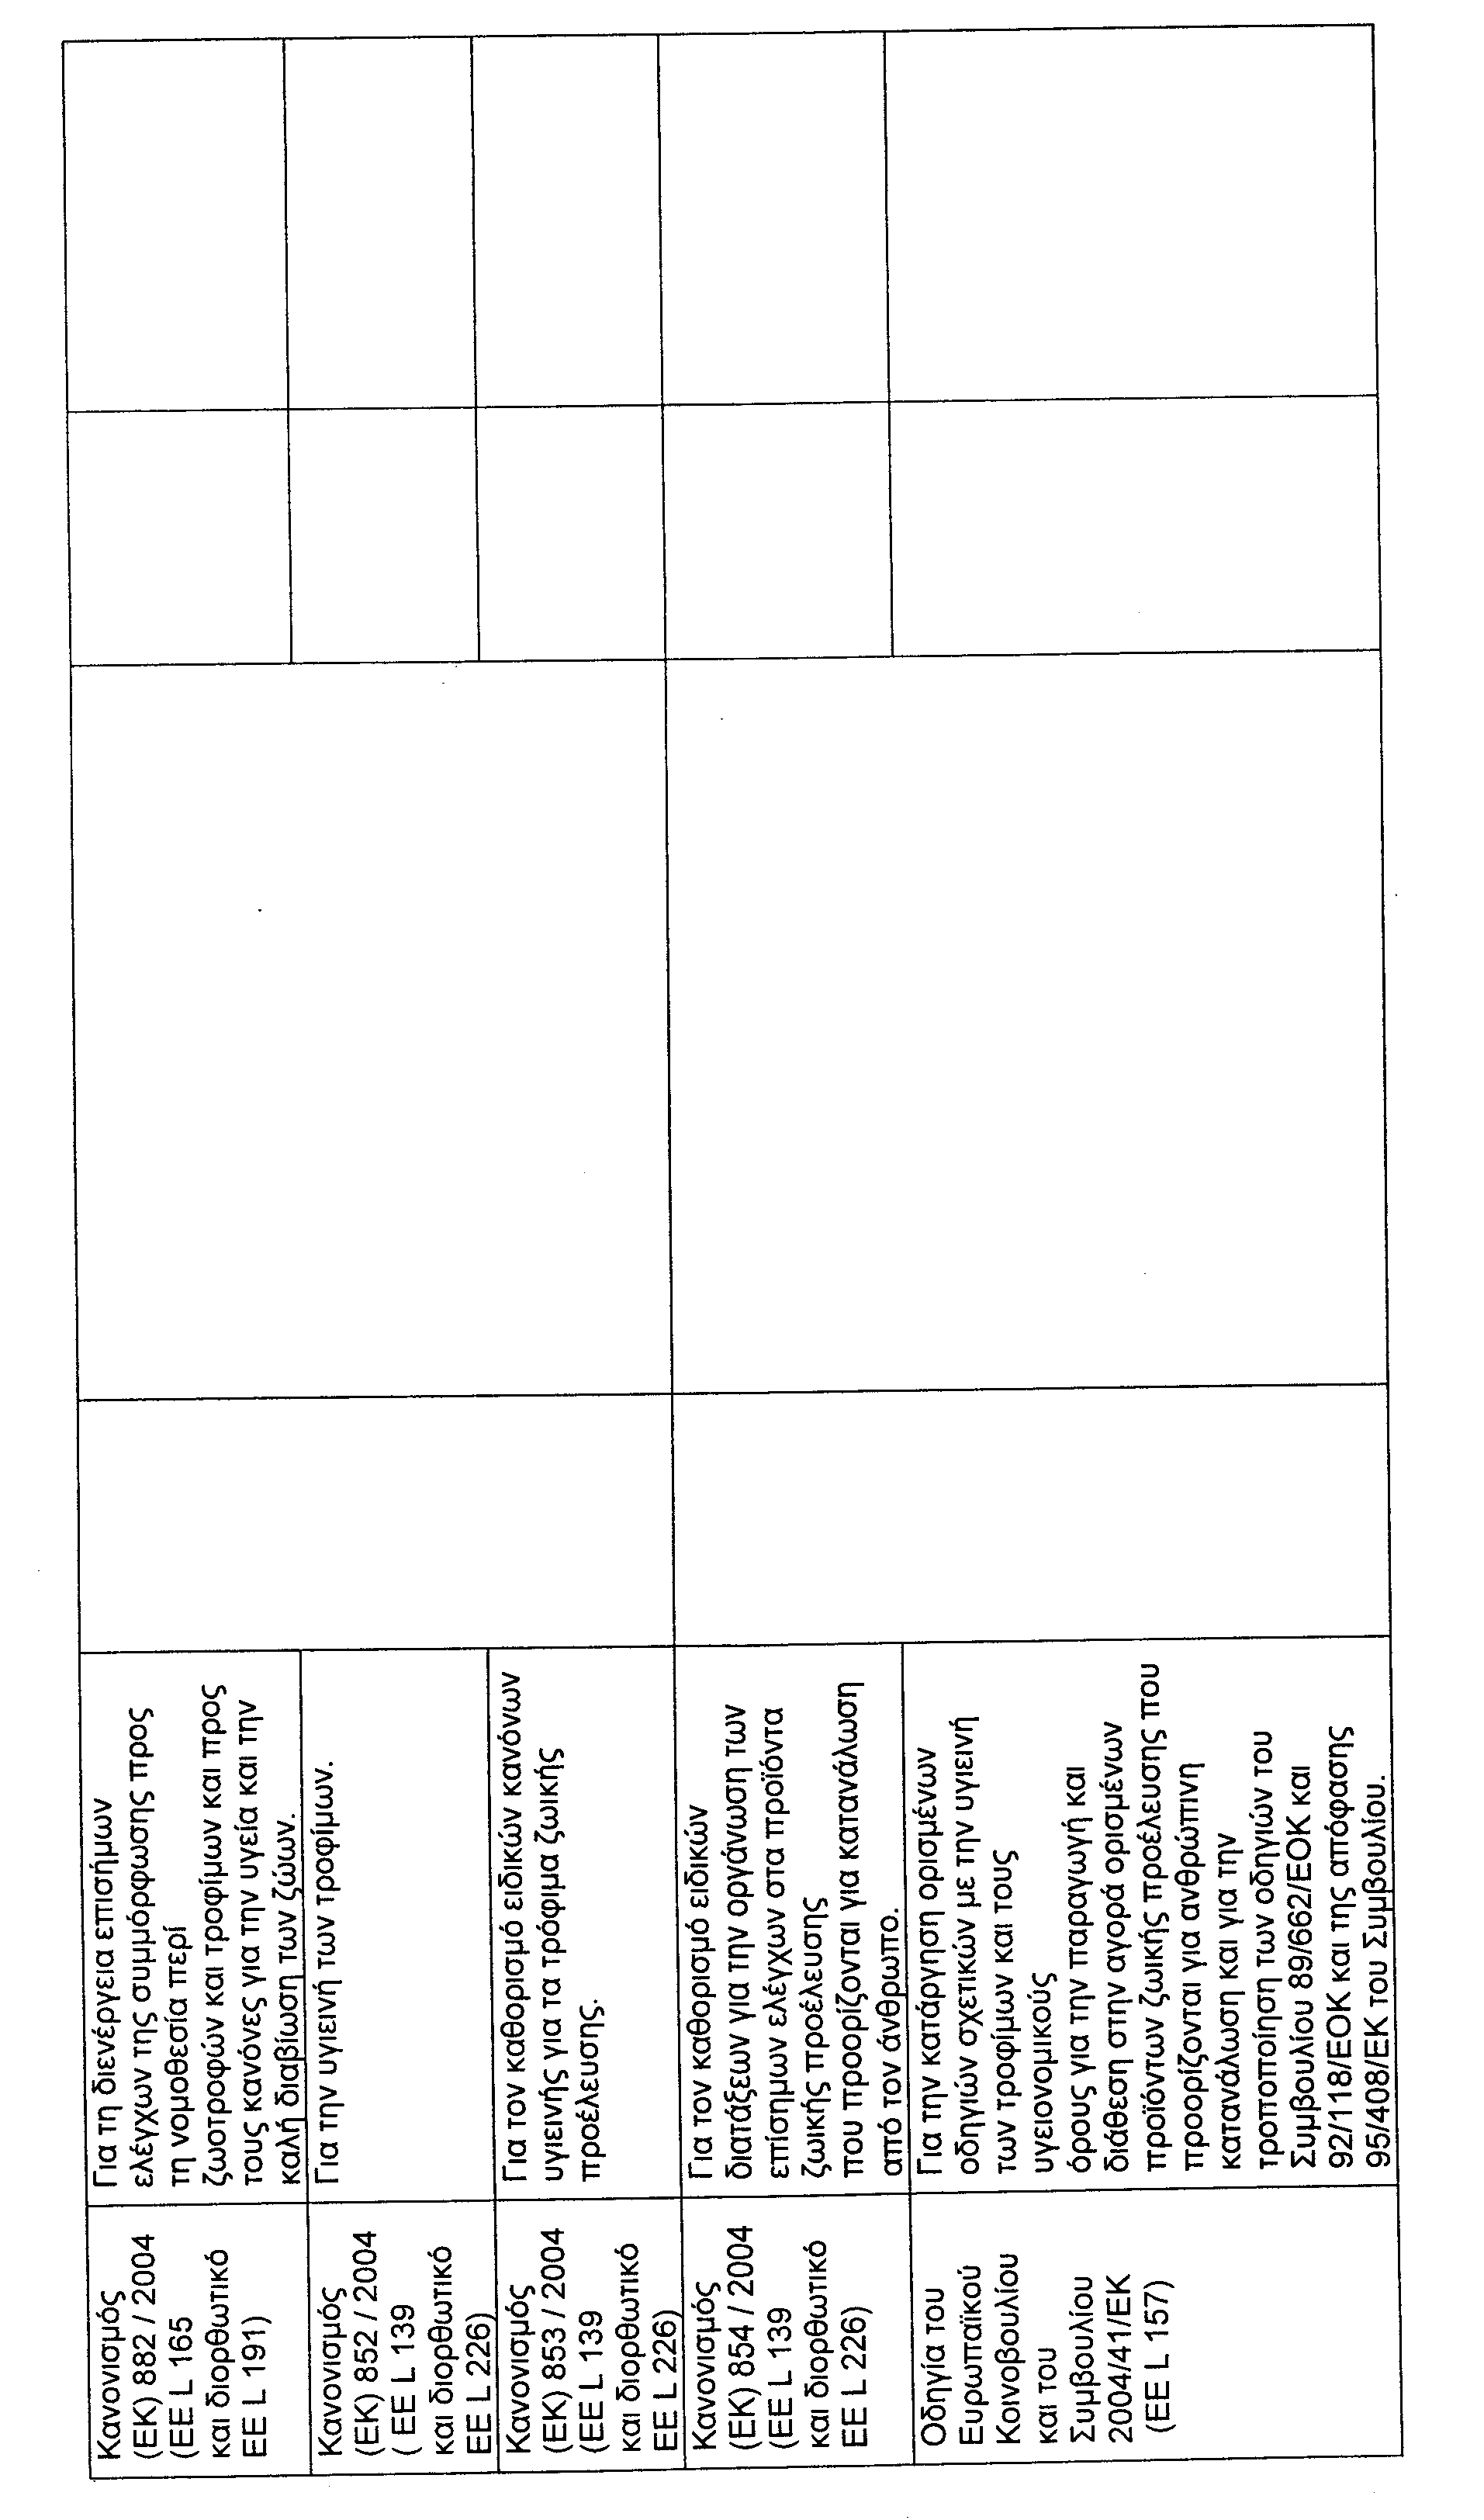 Κανονισμός
(ΕΚ) 882 / 2004
(ΕΕ L 165
και διορθωτικό
ΕΕ L 191)
Για τη διενέργεια επισήμων
ελέγχων της συμμόρφωσης προς
τη νομοθεσία περί
ζωοτροφών και τροφίμων και προς
τους κανόνες για την υγεία και την
καλή διαβίωση των ζώων.
Κανονισμός
(ΕΚ) 852 / 2004
( ΕΕ L 139
και διορθωτικό
ΕΕ L 226)
Για την υγιεινή των τροφίμων.
Κανονισμός
(ΕΚ) 853 / 2004
(ΕΕ L 139
και διορθωτικό
ΕΕ L 226)
Για τον καθορισμό ειδικών κανόνων
υγιεινής για τα τρόφιμα ζωικής
προέλευσης.
Κανονισμός
(ΕΚ) 854 / 2004
(ΕΕ L 139
και διορθωτικό
ΕΕ L 226)
Για τον καθορισμό ειδικών
διατάξεων για την οργάνωση των
επίσημων ελέγχων στα προϊόντα
ζωικής προέλευσης
που προορίζονται για κατανάλωση
από τον άνθρωπο.
Οδηγία του
Ευρωπαϊκού
Κοινοβουλίου
και του
Συμβουλίου
2004/41/ΕΚ
(ΕΕ L 157)
Για την κατάργηση ορισμένων
οδηγιών σχετικών με την υγιεινή
των τροφίμων και τους
υγειονομικούς
όρους για την παραγωγή και
διάθεση στην αγορά ορισμένων
προϊόντων ζωικής προέλευσης που
προορίζονται για ανθρώπινη
κατανάλωση και για την
τροποποίηση των οδηγιών του
Συμβουλίου 89/662/ΕΟΚ και
92/118/ΕΟΚ και της απόφασης
95/408/ΕΚ του Συμβουλίου.